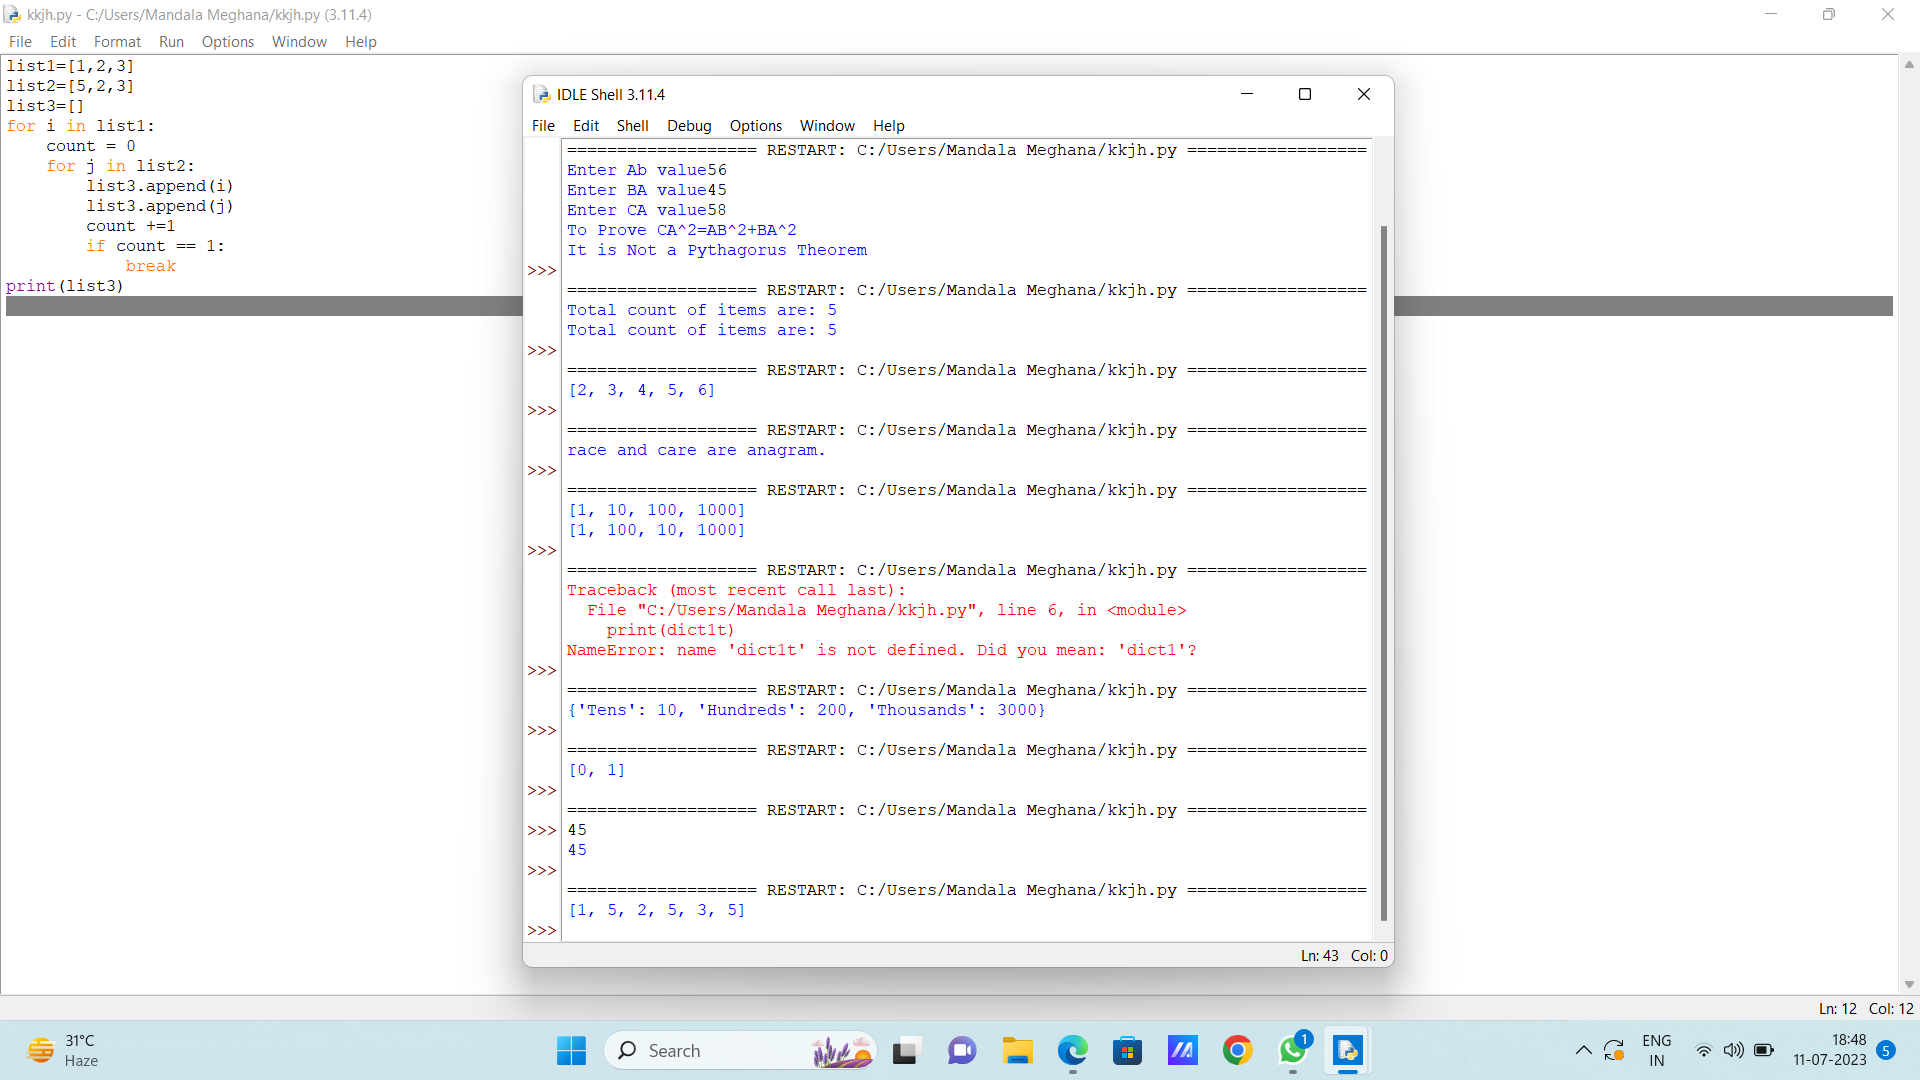 kkjh.py - C:/Users/Mandala Meghana/kkjh.py (3.11.4)
File Edit Format Run Options Window Help
list1=[1,2,3]
list2=[5,2,3]
list3=[]
for i in list1:
    count = 0
    for j in list2:
        list3.append(i)
        list3.append(j)
        count +=1
        if count == 1:
            break
print(list3)
IDLE Shell 3.11.4
File Edit Shell Debug Options Window Help
=================== RESTART: C:/Users/Mandala Meghana/kkjh.py ==================
Enter Ab value56
Enter BA value45
Enter CA value58
To Prove CA^2=AB^2+BA^2
It is Not a Pythagorus Theorem
>>>
=================== RESTART: C:/Users/Mandala Meghana/kkjh.py ==================
Total count of items are: 5
Total count of items are: 5
>>>
=================== RESTART: C:/Users/Mandala Meghana/kkjh.py ==================
[2, 3, 4, 5, 6]
>>>
=================== RESTART: C:/Users/Mandala Meghana/kkjh.py ==================
race and care are anagram.
>>>
=================== RESTART: C:/Users/Mandala Meghana/kkjh.py ==================
[1, 10, 100, 1000]
[1, 100, 10, 1000]
>>>
=================== RESTART: C:/Users/Mandala Meghana/kkjh.py ==================
Traceback (most recent call last):
  File "C:/Users/Mandala Meghana/kkjh.py", line 6, in <module>
    print(dict1t)
NameError: name 'dict1t' is not defined. Did you mean: 'dict1'?
>>>
=================== RESTART: C:/Users/Mandala Meghana/kkjh.py ==================
{'Tens': 10, 'Hundreds': 200, 'Thousands': 3000}
>>>
=================== RESTART: C:/Users/Mandala Meghana/kkjh.py ==================
[0, 1]
>>>
=================== RESTART: C:/Users/Mandala Meghana/kkjh.py ==================
>>> 45
45
>>>
=================== RESTART: C:/Users/Mandala Meghana/kkjh.py ==================
[1, 5, 2, 5, 3, 5]
>>>
Ln: 43 Col: 0
Ln: 12 Col: 12
31°C
Haze
Search
1
ENG
IN
18:48
11-07-2023
5